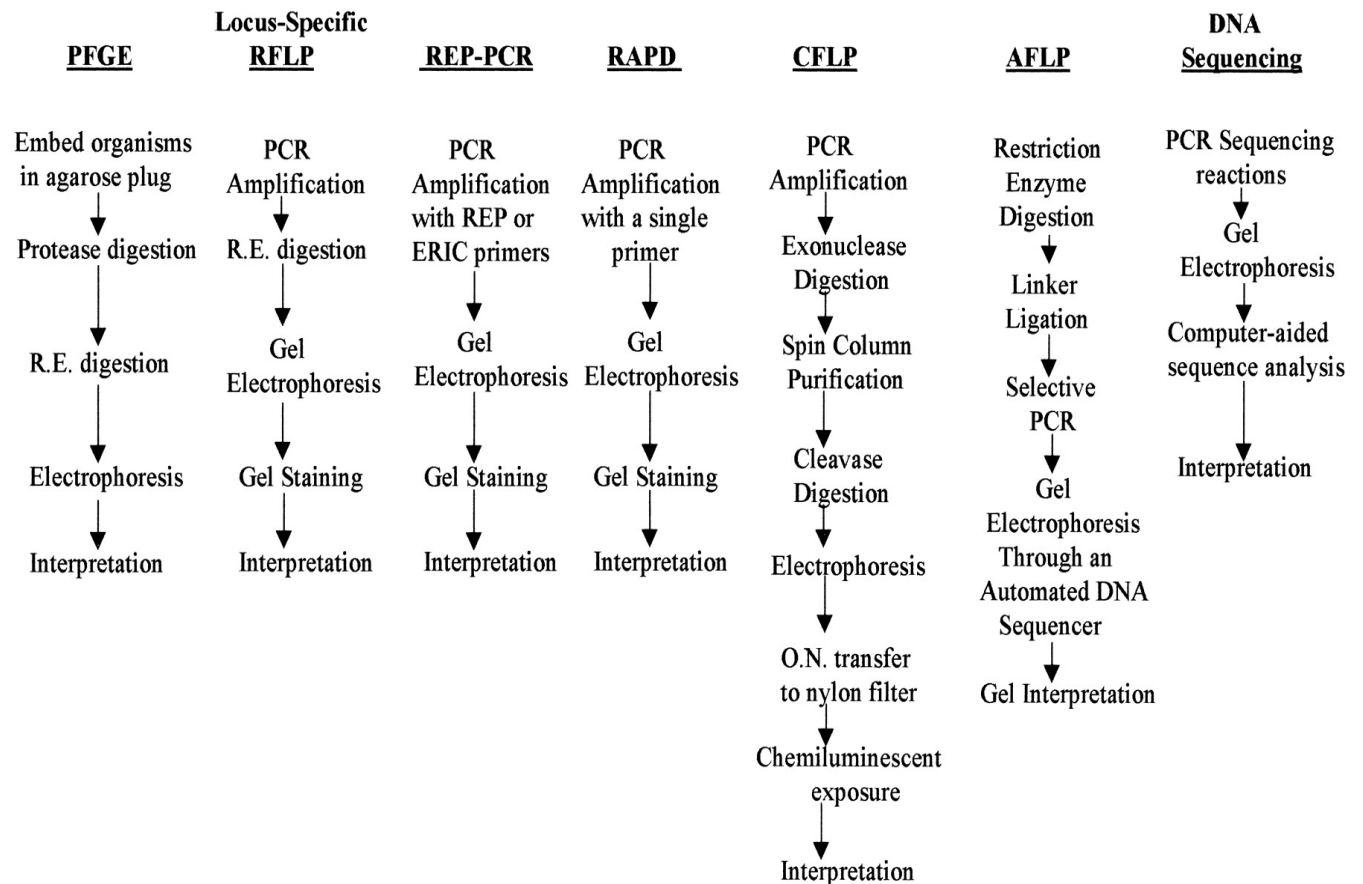 PFGE
Embed organisms
in agarose plug
Protease digestion
R.E. digestion
Electrophoresis
Interpretation
Locus-Specific
RFLP
PCR
Amplification
R.E. digestion
Gel
Electrophoresis
Gel Staining
Interpretation
REP-PCR
PCR
Amplification
with REP or
ERIC primers
Gel
Electrophoresis
Gel Staining
Interpretation
RAPD
PCR
Amplification
with a single
primer
Gel
Electrophoresis
Gel Staining
Interpretation
CFLP
PCR
Amplification
Exonuclease
Digestion
Spin Column
Purification
Cleavase
Digestion
Electrophoresis
O.N. transfer
to nylon filter
Chemiluminescent
exposure
Interpretation
AFLP
Restriction
Enzyme
Digestion
Linker
Ligation
Selective
PCR
Gel
Electrophoresis
Through an
Automated DNA
Sequencer
Gel Interpretation
DNA
Sequencing
PCR Sequencing
reactions
Gel
Electrophoresis
Computer-aided
sequence analysis
Interpretation